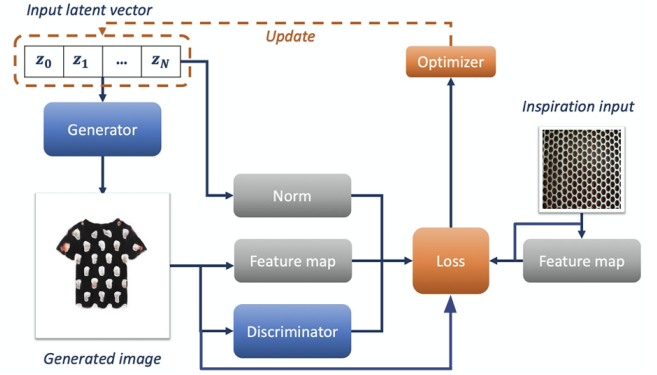 Input latent vector
Update
z0 z1 ... zN
Optimizer
Generator
Inspiration input
Norm
Feature map
Loss
Feature map
Discriminator
Generated image